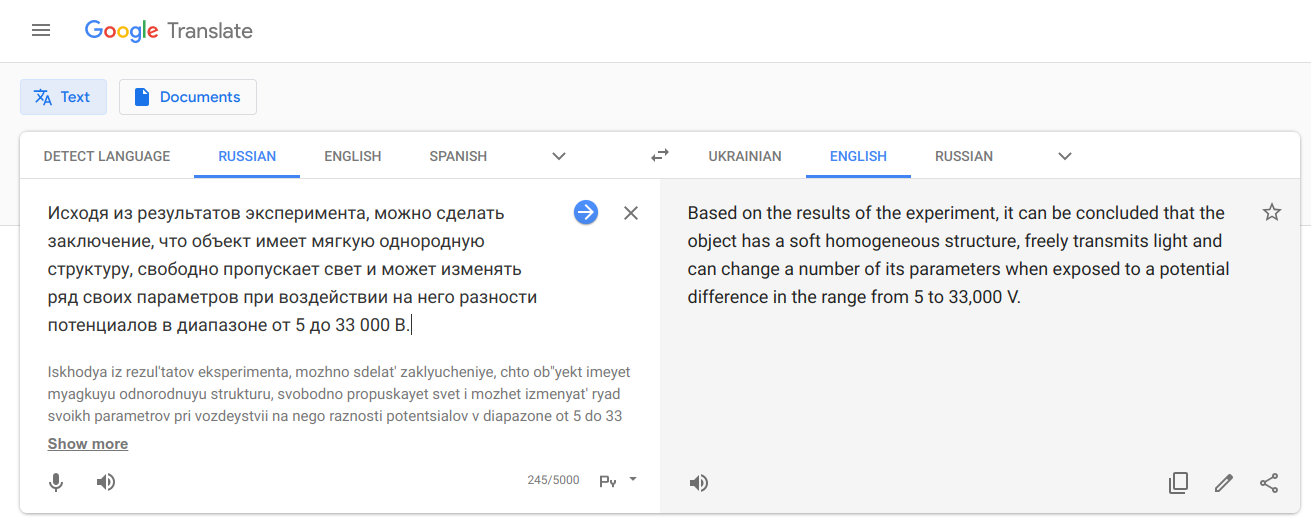 Google Translate
Text
Documents
DETECT LANGUAGE
RUSSIAN
ENGLISH
SPANISH
UKRAINIAN
ENGLISH
RUSSIAN
Исходя из результатов эксперимента, можно сделать
заключение, что объект имеет мягкую однородную
структуру, свободно пропускает свет и может изменять
ряд своих параметров при воздействии на него разности
потенциалов в диапазоне от 5 до 33 000 В.
Iskhodya iz rezul'tatov eksperimenta, mozhno sdelat' zaklyucheniye, chto ob"yekt imeyet
myagkuyu odnorodnuyu strukturu, svobodno propuskayet svet i mozhet izmenyat' ryad
svoikh parametrov pri vozdeystvii na nego raznosti potentsialov v diapazone ot 5 do 33
Show more
245/5000
Ру
Based on the results of the experiment, it can be concluded that the
object has a soft homogeneous structure, freely transmits light and
can change a number of its parameters when exposed to a potential
difference in the range from 5 to 33,000 V.